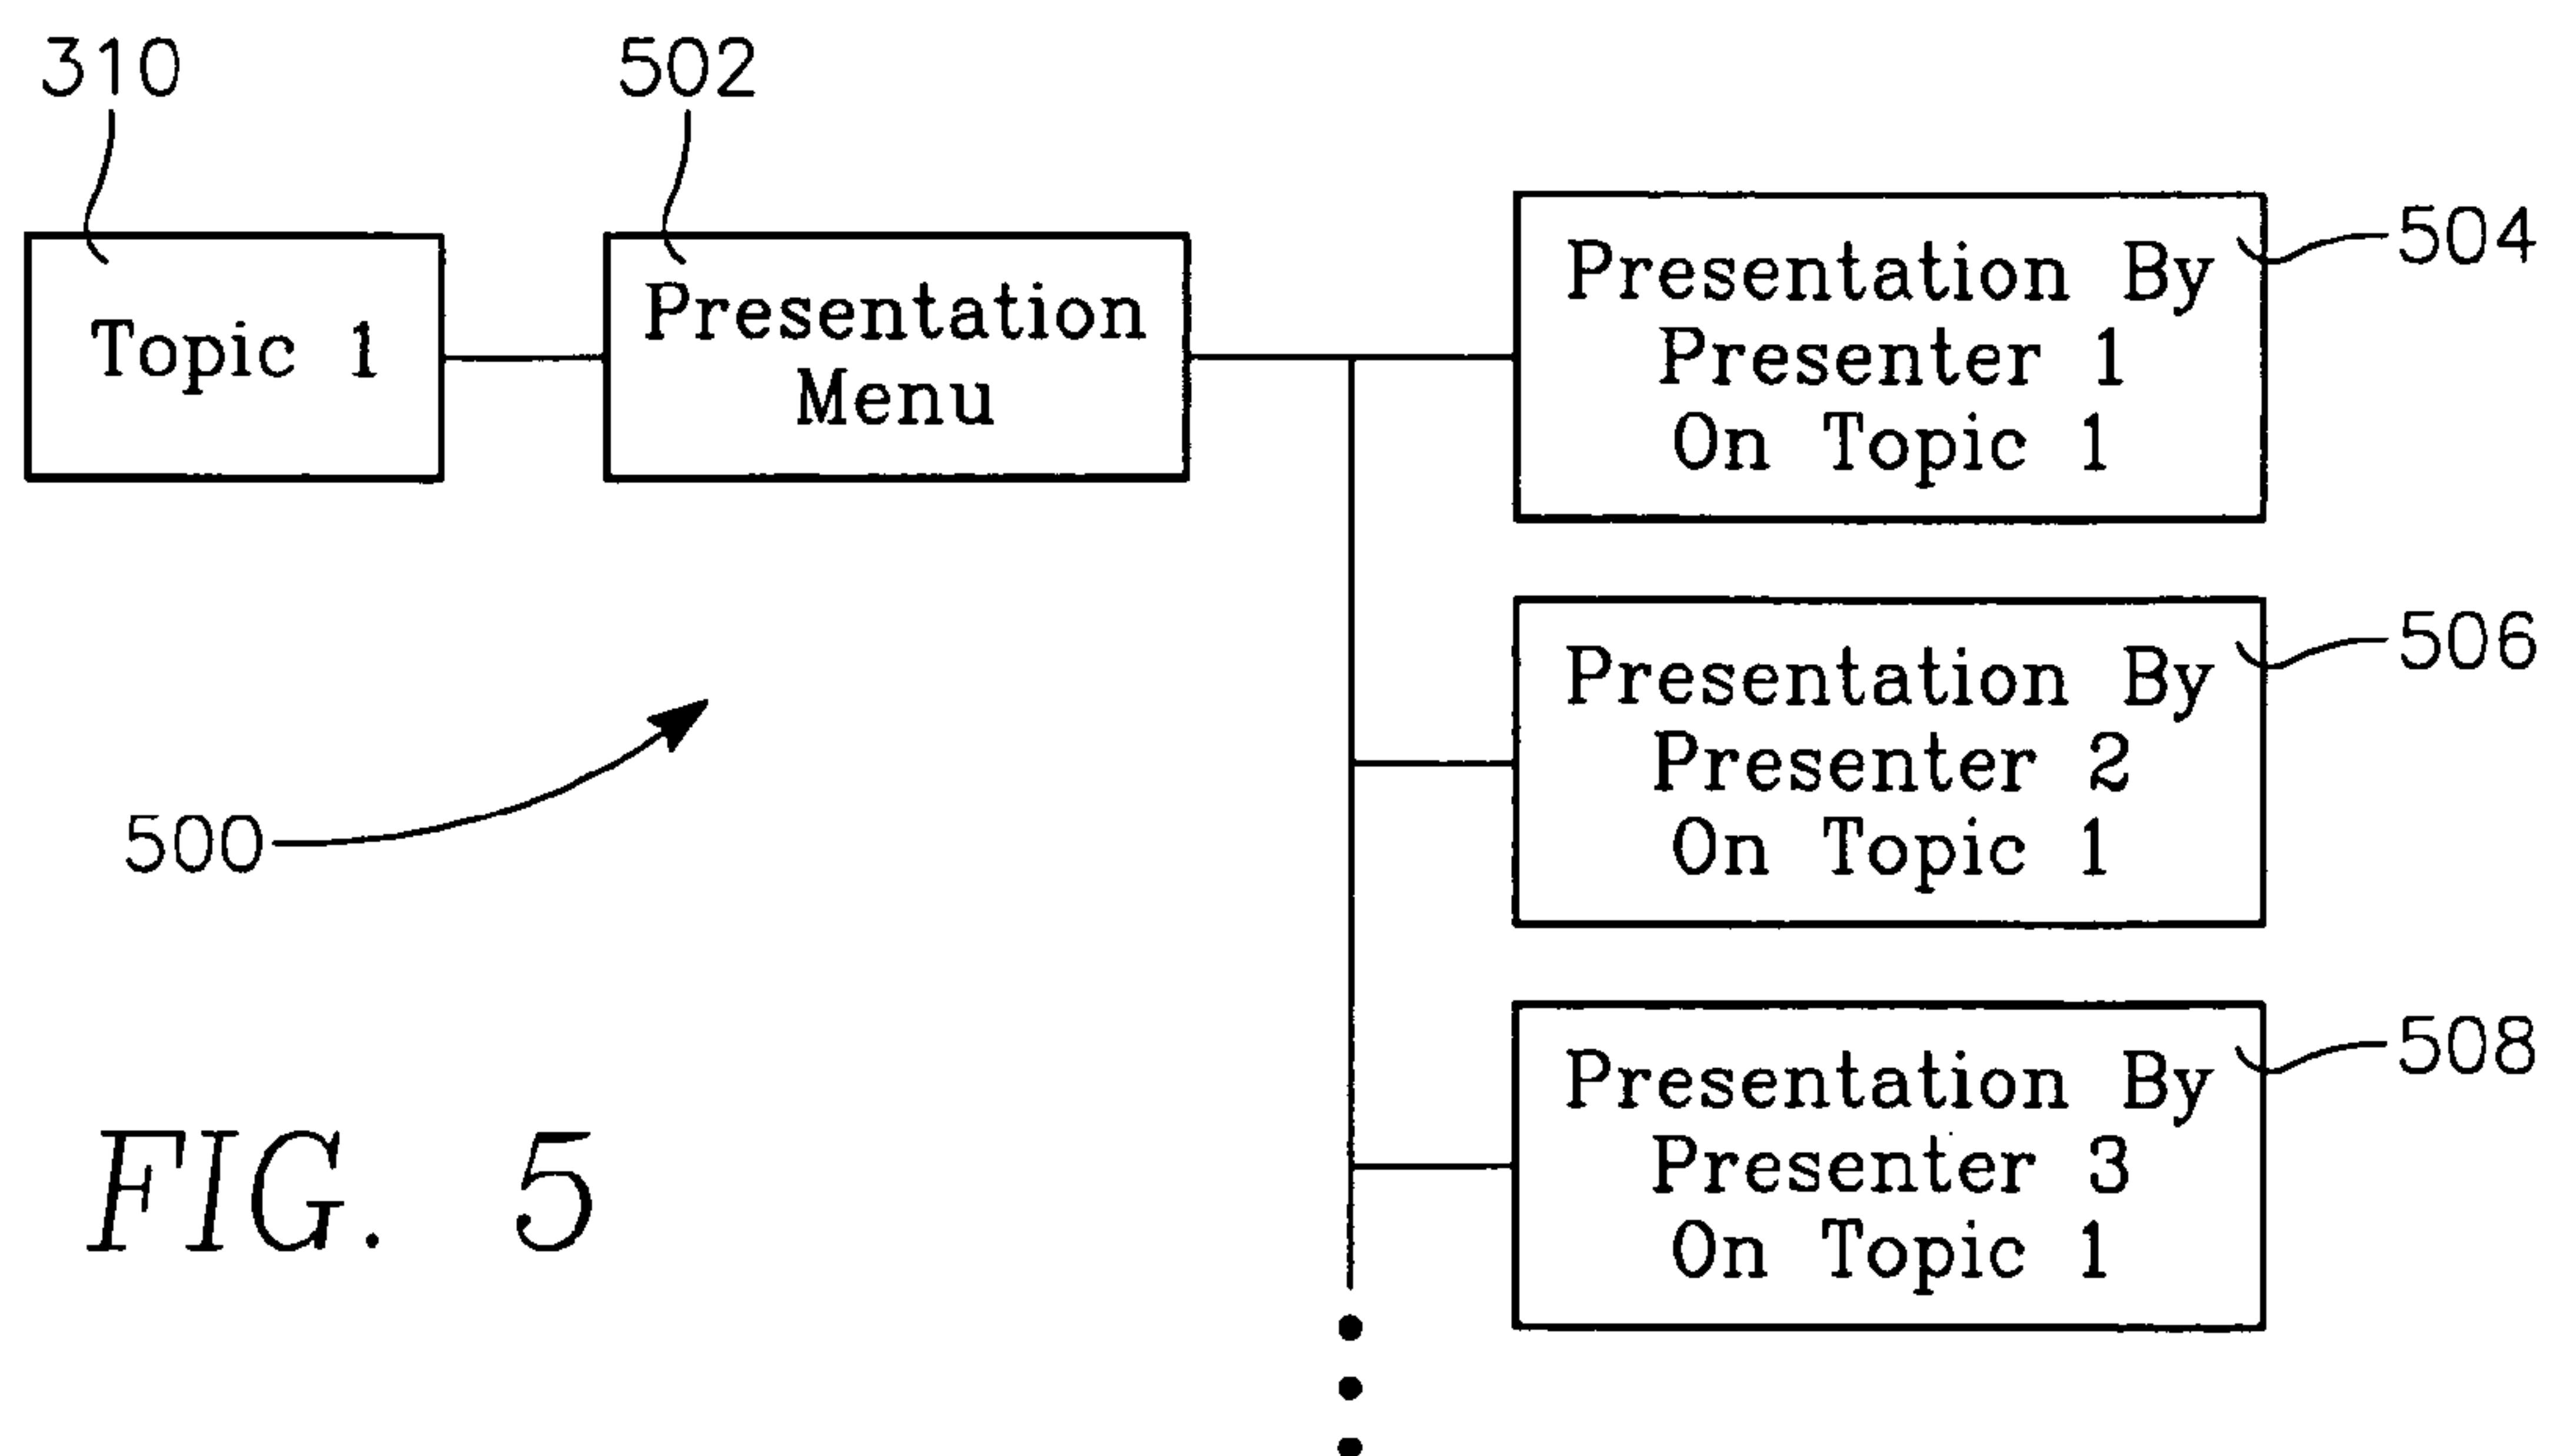 310
502
504
Topic 1
Presentation
Menu
Presentation By
Presenter 1
On Topic 1
506
Presentation By
Presenter 2
On Topic 1
500
508
Presentation By
Presenter 3
On Topic 1
FIG. 5